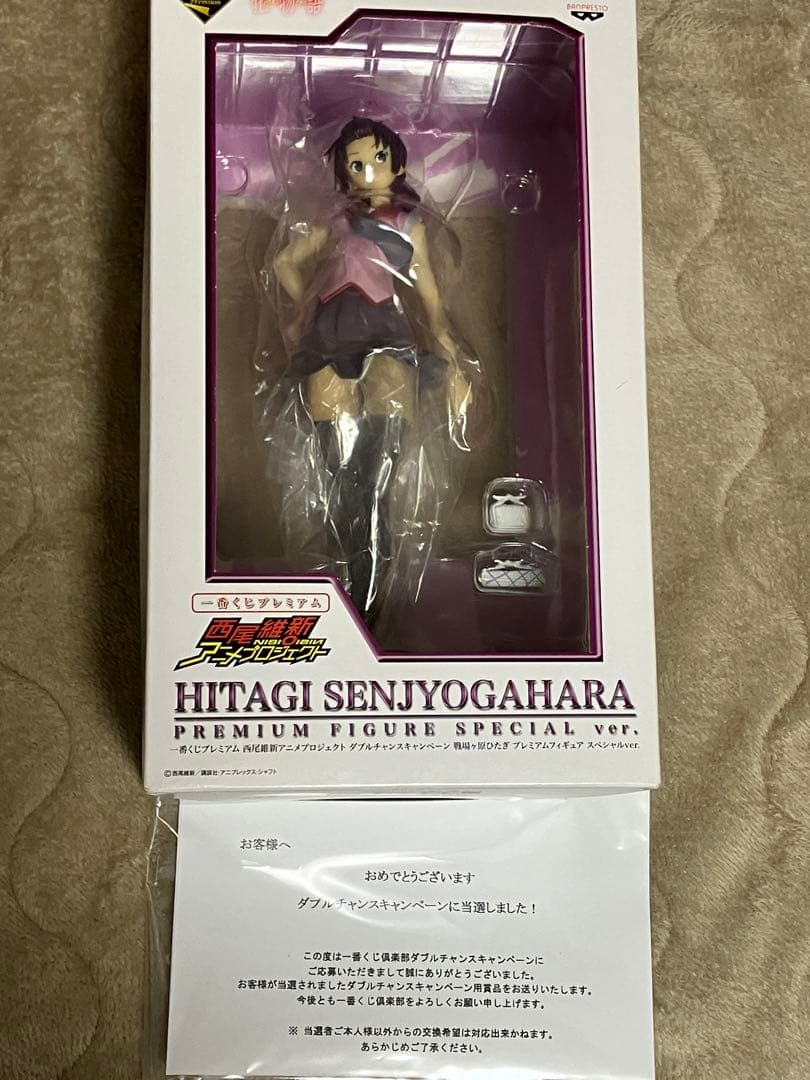 Premium
化物語
BANPRESTO
一番くじプレミアム
西尾維新
NISIOISIN
アニメプロジェクト
HITAGI SENJYOGAHARA
PREMIUM FIGURE SPECIAL ver.
一番くじプレミアム 西尾維新アニメプロジェクト ダブルチャンスキャンペーン 戦場ヶ原ひたぎ プレミアムフィギュア スペシャルver.
©西尾維新/講談社・アニプレックス・シャフト
お客様へ
おめでとうございます
ダブルチャンスキャンペーンに当選しました!
この度は一番くじ倶楽部ダブルチャンスキャンペーンに
ご応募いただきまして誠にありがとうございました。
お客様が当選されましたダブルチャンスキャンペーン用賞品をお送りいたします。
今後とも一番くじ倶楽部をよろしくお願い申し上げます。
※ 当選者ご本人様以外からの交換希望は対応出来かねます。
あらかじめご了承ください。